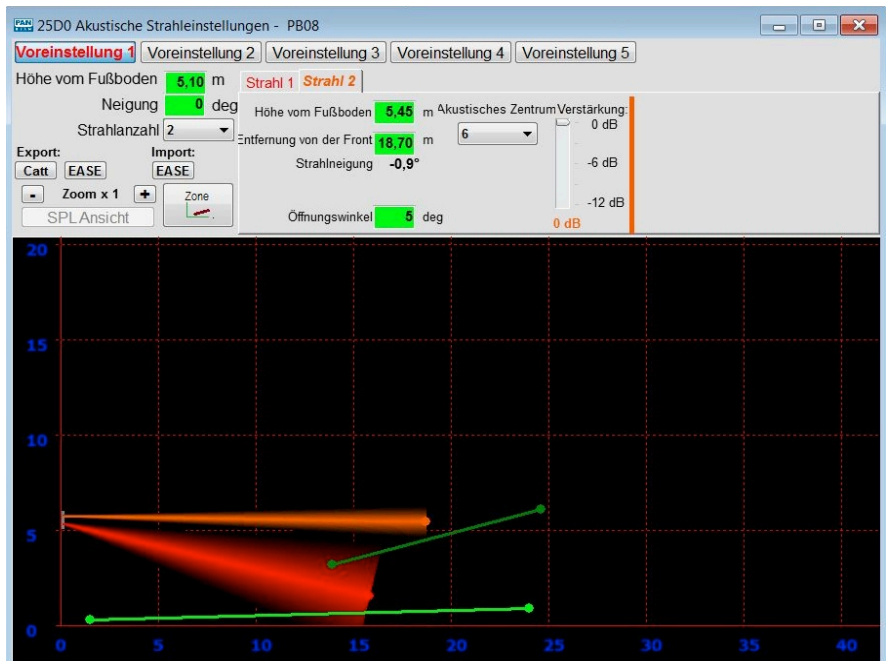 PAN 25D0 Akustische Strahleinstellungen - PB08
Voreinstellung 1 Voreinstellung 2 Voreinstellung 3 Voreinstellung 4 Voreinstellung 5
Höhe vom Fußboden 5,10 m
Neigung 0 deg
Strahlanzahl 2
Export: Import:
Catt EASE EASE
- Zoom x 1 + Zone
SPL Ansicht
Strahl 1 Strahl 2
Höhe vom Fußboden 5,45 m
Entfernung von der Front 18,70 m
Strahlneigung -0,9°
Öffnungswinkel 5 deg
Akustisches Zentrum
6
Verstärkung:
0 dB
-6 dB
-12 dB
0 dB
20
15
10
5
0
0 5 10 15 20 25 30 35 40